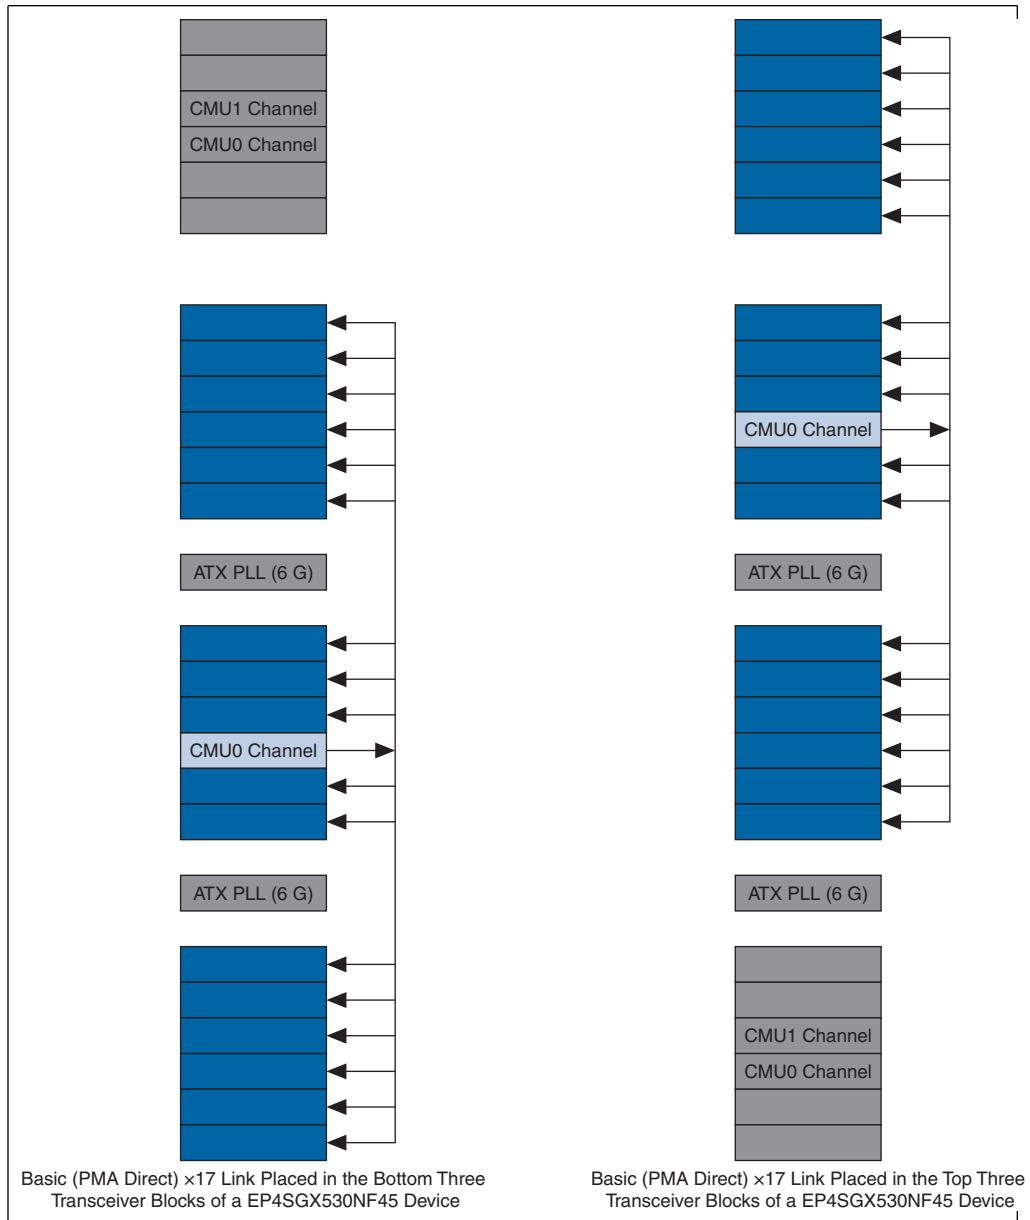 CMU1 Channel
CMU0 Channel
ATX PLL (6 G)
CMU0 Channel
ATX PLL (6 G)
Basic (PMA Direct) ×17 Link Placed in the Bottom Three
Transceiver Blocks of a EP4SGX530NF45 Device
CMU0 Channel
ATX PLL (6 G)
ATX PLL (6 G)
CMU1 Channel
CMU0 Channel
Basic (PMA Direct) ×17 Link Placed in the Top Three
Transceiver Blocks of a EP4SGX530NF45 Device